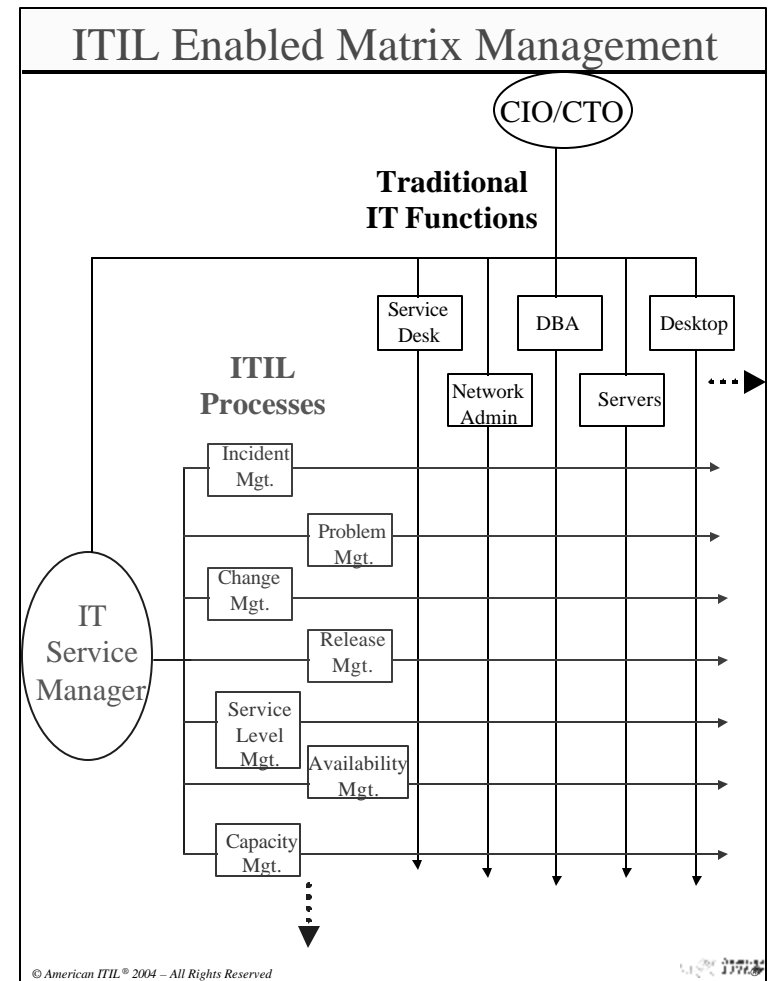 ITIL Enabled Matrix Management
CIO/CTO
Traditional
IT Functions
Service
Desk
DBA
Desktop
Network
Admin
Servers
ITIL
Processes
Incident
Mgt.
Problem
Mgt.
Change
Mgt.
IT
Service
Manager
Release
Mgt.
Service
Level
Mgt.
Availability
Mgt.
Capacity
Mgt.
© American ITIL® 2004 – All Rights Reserved